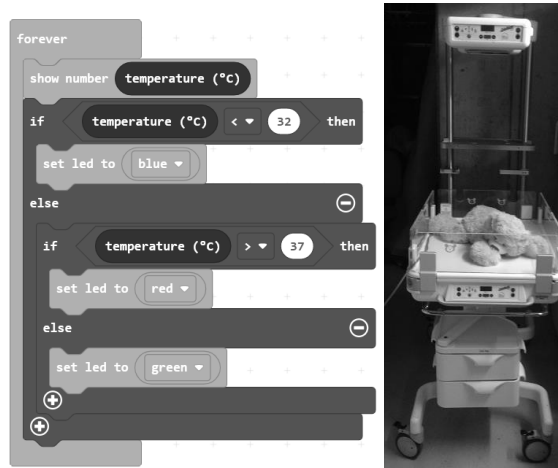 forever
show number temperature (°C)
if temperature (°C) < 32 then
set led to blue
else
if temperature (°C) > 37 then
set led to red
else
set led to green